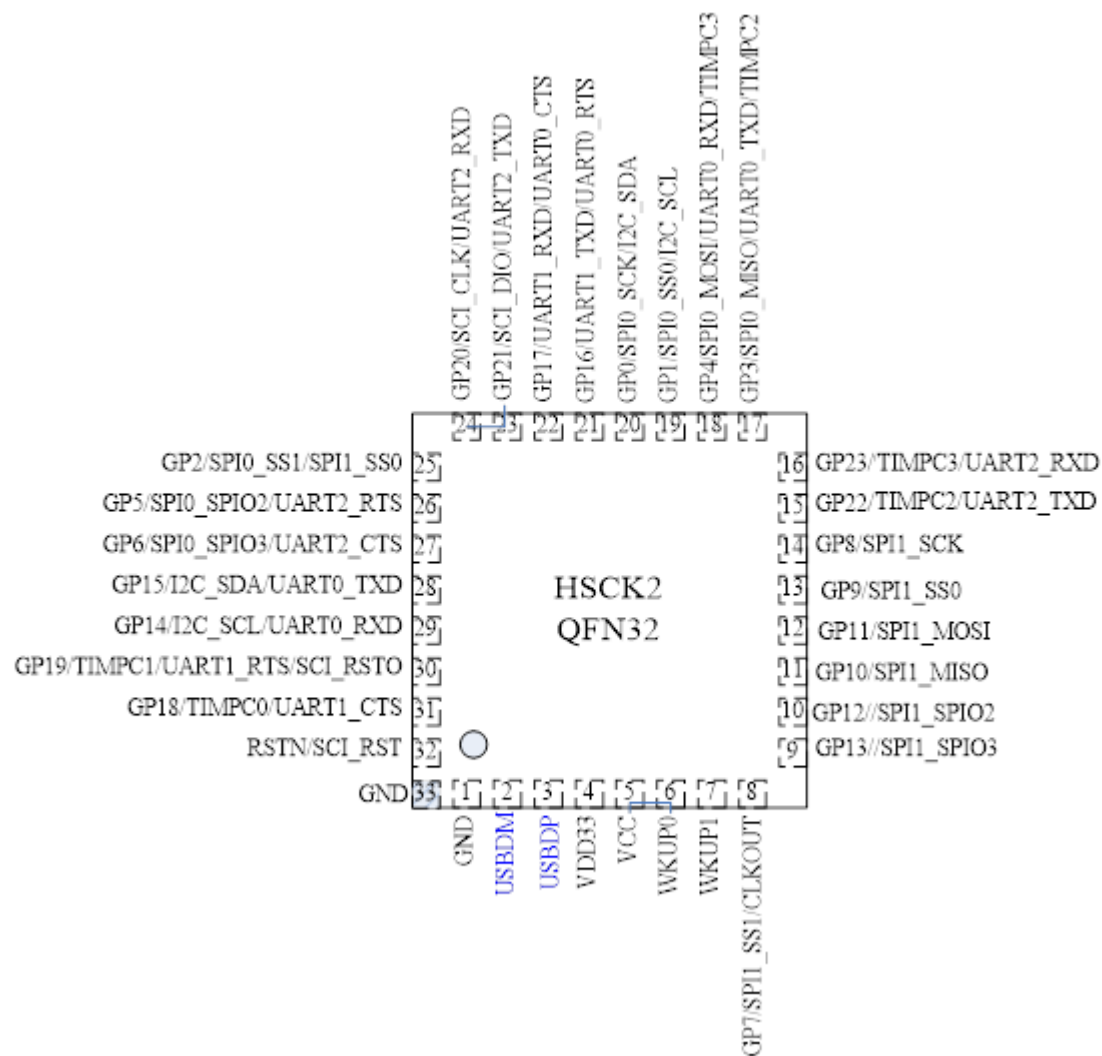 GP20/SCI_CLK/UART2_RXD
GP21/SCI_DIO/UART2_TXD
GP17/UART1_RXD/UART0_CTS
GP16/UART1_TXD/UART0_RTS
GP0/SPI0_SCK/I2C_SDA
GP1/SPI0_SS0/I2C_SCL
GP4/SPI0_MOSI/UART0_RXD/TIMPC3
GP3/SPI0_MISO/UART0_TXD/TIMPC2
24 23 22 21 20 19 18 17
GP2/SPI0_SS1/SPI1_SS0 25
GP5/SPI0_SPIO2/UART2_RTS 26
GP6/SPI0_SPIO3/UART2_CTS 27
GP15/I2C_SDA/UART0_TXD 28
GP14/I2C_SCL/UART0_RXD 29
GP19/TIMPC1/UART1_RTS/SCI_RSTO 30
GP18/TIMPC0/UART1_CTS 31
RSTN/SCI_RST 32
GND 33
HSCK2
QFN32
16 GP23/TIMPC3/UART2_RXD
15 GP22/TIMPC2/UART2_TXD
14 GP8/SPI1_SCK
13 GP9/SPI1_SS0
12 GP11/SPI1_MOSI
11 GP10/SPI1_MISO
10 GP12//SPI1_SPIO2
9 GP13//SPI1_SPIO3
1 2 3 4 5 6 7 8
GND
USBDM
USBDP
VDD33
VCC
WKUP0
WKUP1
GP7/SPI1_SS1/CLKOUT